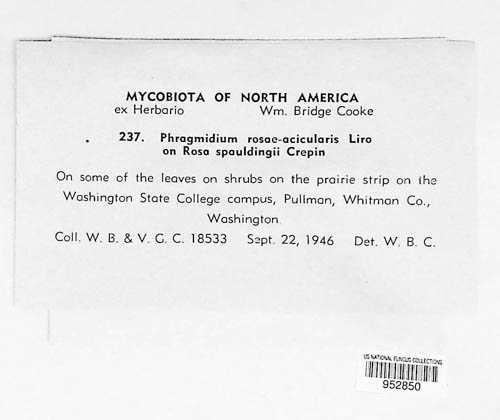 MYCOBIOTA OF NORTH AMERICA
ex Herbario Wm. Bridge Cooke
237. Phragmidium rosae-acicularis Liro
on Rosa spauldingii Crepin
On some of the leaves on shrubs on the prairie strip on the
Washington State College campus, Pullman, Whitman Co.,
Washington.
Coll. W. B. & V. G. C. 18533 Sept. 22, 1946 Det. W. B. C.
US NATIONAL FUNGUS COLLECTIONS
952850